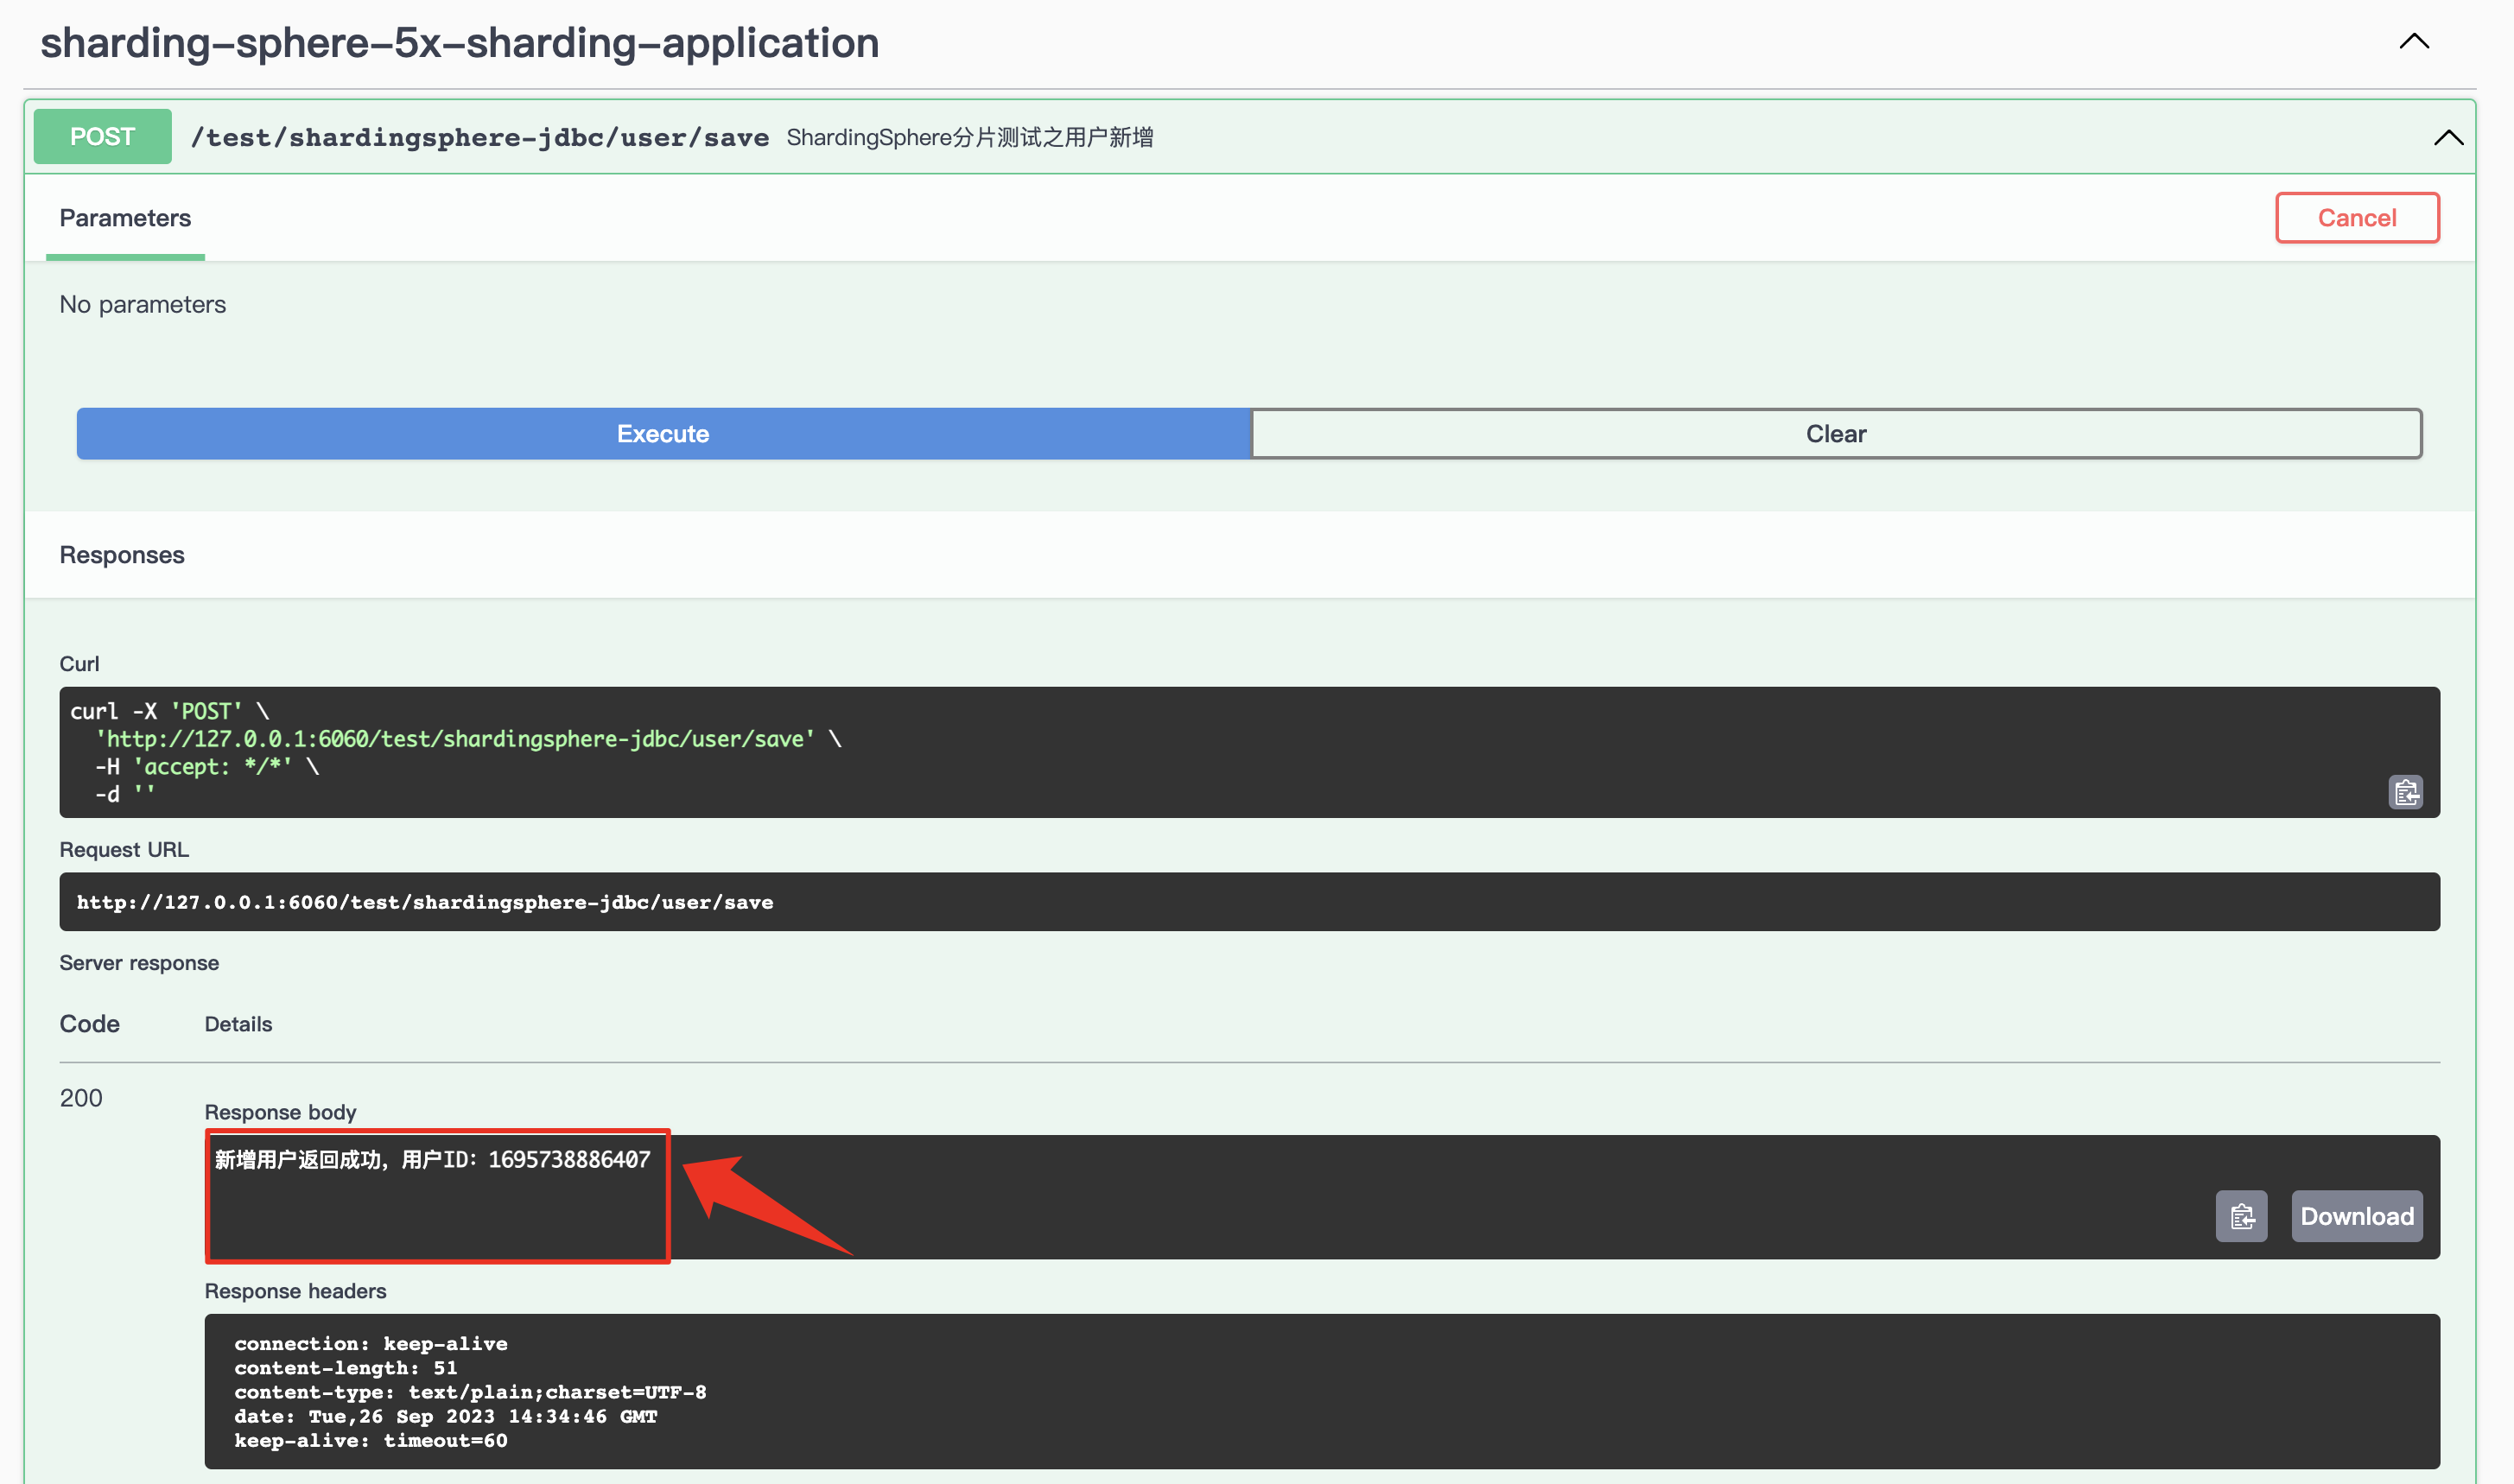 sharding-sphere-5x-sharding-application
POST /test/shardingsphere-jdbc/user/save ShardingSphere分片测试之用户新增
Parameters
Cancel
No parameters
Execute
Clear
Responses
Curl
curl -X 'POST' \
'http://127.0.0.1:6060/test/shardingsphere-jdbc/user/save' \
-H 'accept: */*' \
-d ''
Request URL
http://127.0.0.1:6060/test/shardingsphere-jdbc/user/save
Server response
Code Details
200
Response body
新增用户返回成功，用户ID：1695738886407
Download
Response headers
connection: keep-alive
content-length: 51
content-type: text/plain;charset=UTF-8
date: Tue,26 Sep 2023 14:34:46 GMT
keep-alive: timeout=60